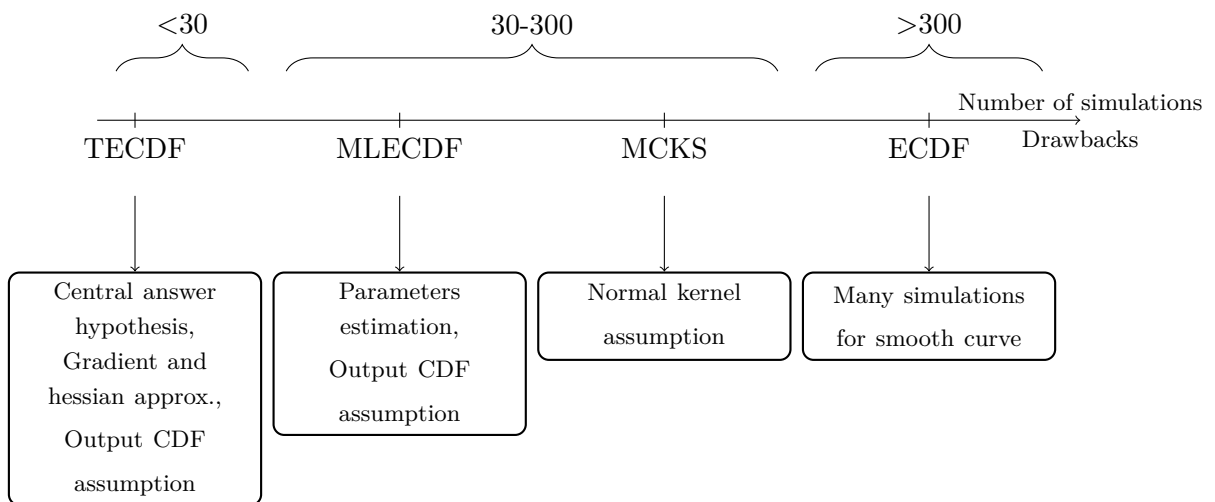 <30
30-300
>300
Number of simulations
Drawbacks
TECDF
MLECDF
MCKS
ECDF
Central answer
hypothesis,
Gradient and
hessian approx.,
Output CDF
assumption
Parameters
estimation,
Output CDF
assumption
Normal kernel
assumption
Many simulations
for smooth curve